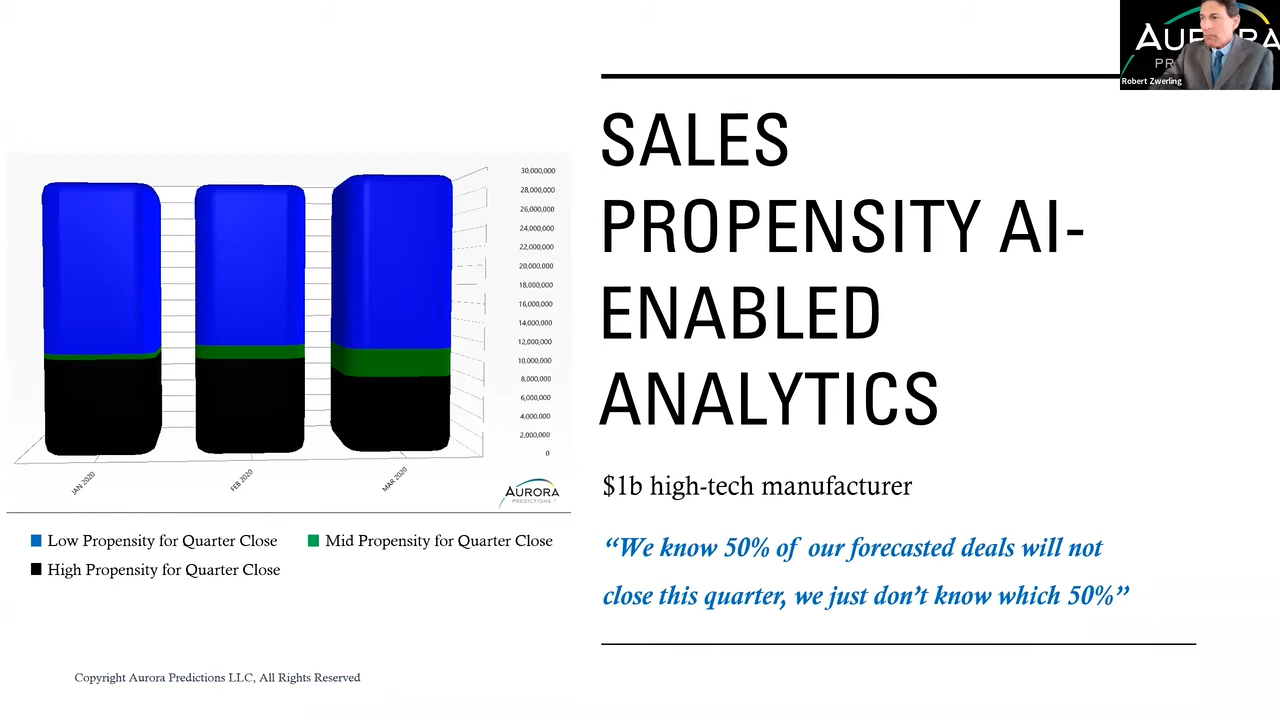 AURORA
PR
Robert Zwerling
SALES
PROPENSITY AI-
ENABLED
ANALYTICS
$1b high-tech manufacturer
“We know 50% of our forecasted deals will not
close this quarter, we just don’t know which 50%”
30,000,000
28,000,000
26,000,000
24,000,000
22,000,000
20,000,000
18,000,000
16,000,000
14,000,000
12,000,000
10,000,000
8,000,000
6,000,000
4,000,000
2,000,000
0
JAN 2020
FEB 2020
MAR 2020
AURORA
PREDICTIONS
Low Propensity for Quarter Close
Mid Propensity for Quarter Close
High Propensity for Quarter Close
Copyright Aurora Predictions LLC, All Rights Reserved